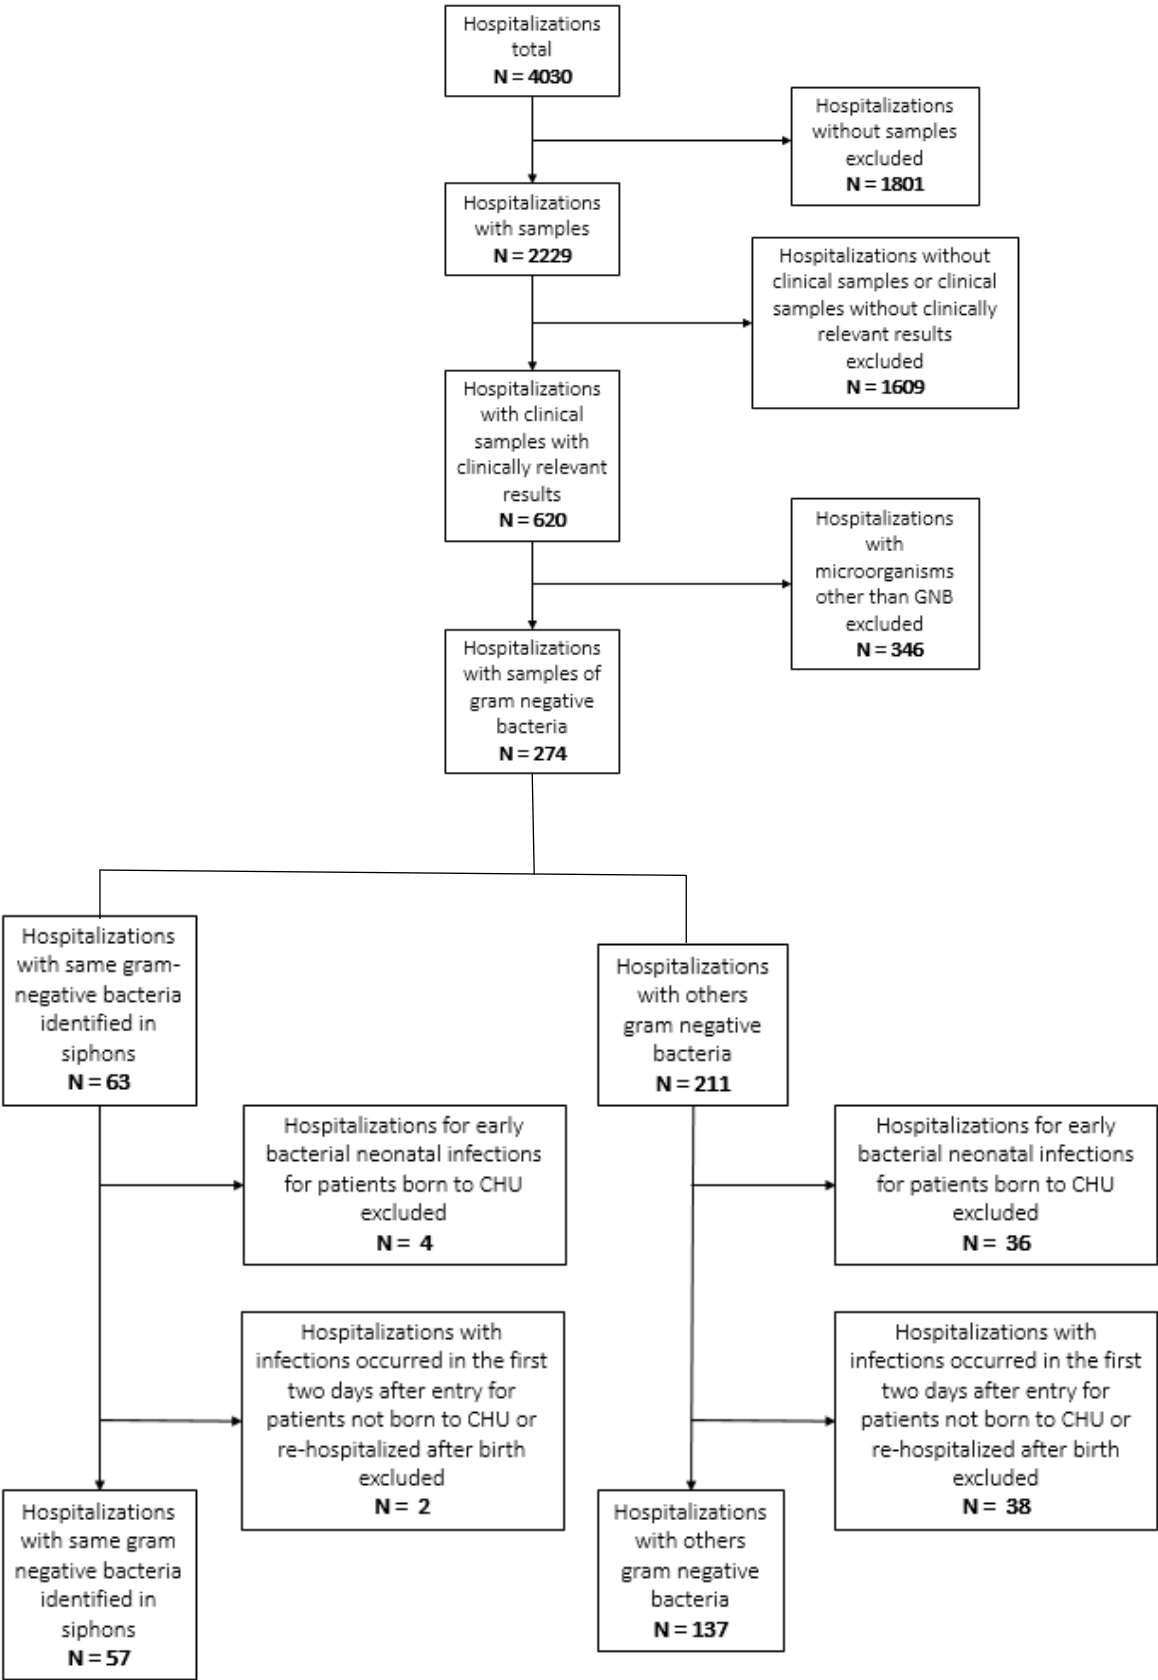 Hospitalizations
total
N = 4030
Hospitalizations
without samples
excluded
N = 1801
Hospitalizations
with samples
N = 2229
Hospitalizations without
clinical samples or clinical
samples without clinically
relevant results
excluded
N = 1609
Hospitalizations
with clinical
samples with
clinically relevant
results
N = 620
Hospitalizations
with
microorganisms
other than GNB
excluded
N = 346
Hospitalizations
with samples of
gram negative
bacteria
N = 274
Hospitalizations
with same gram-
negative bacteria
identified in
siphons
N = 63
Hospitalizations
with others
gram negative
bacteria
N = 211
Hospitalizations for early
bacterial neonatal infections
for patients born to CHU
excluded
N = 4
Hospitalizations for early
bacterial neonatal infections
for patients born to CHU
excluded
N = 36
Hospitalizations with
infections occurred in the first
two days after entry for
patients not born to CHU or
re-hospitalized after birth
excluded
N = 2
Hospitalizations with
infections occurred in the first
two days after entry for
patients not born to CHU or
re-hospitalized after birth
excluded
N = 38
Hospitalizations
with same gram
negative bacteria
identified in
siphons
N = 57
Hospitalizations
with others
gram negative
bacteria
N = 137